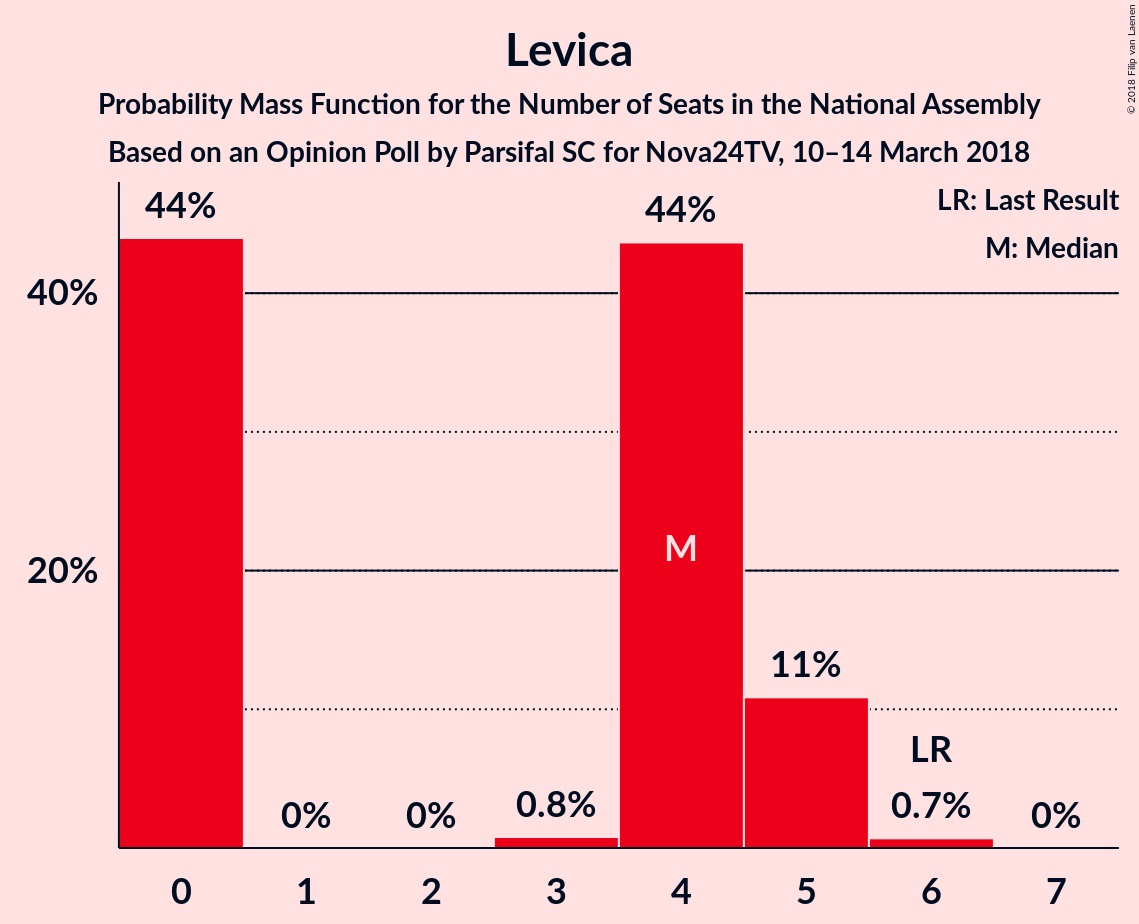 Levica
Probability Mass Function for the Number of Seats in the National Assembly
Based on an Opinion Poll by Parsifal SC for Nova24TV, 10–14 March 2018
© 2018 Filip van Laenen
LR: Last Result
M: Median
44%
0%
0%
0.8%
44%
11%
0.7%
0%
LR
M
40%
20%
0 1 2 3 4 5 6 7